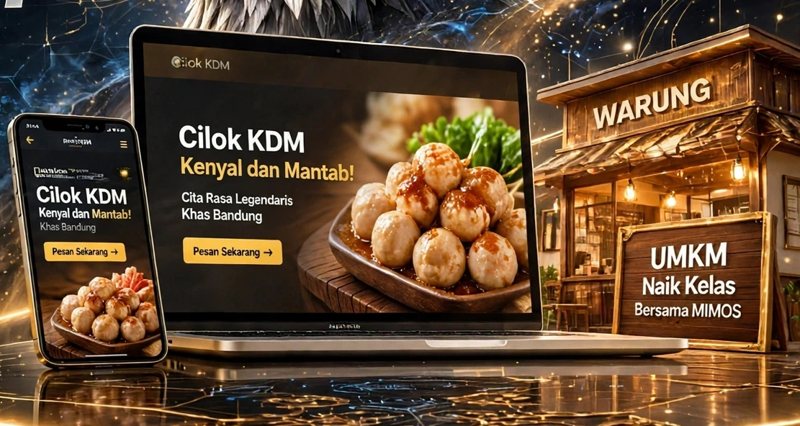 Cilok KDM
Cilok KDM
Kenyal dan Mantab!
Cita Rasa Legendaris
Khas Bandung
Pesan Sekarang →
Cilok KDM
Kenyal dan Mantab!
Khas Bandung
Pesan Sekarang →
WARUNG
UMKM
Naik Kelas
Bersama MIMOS